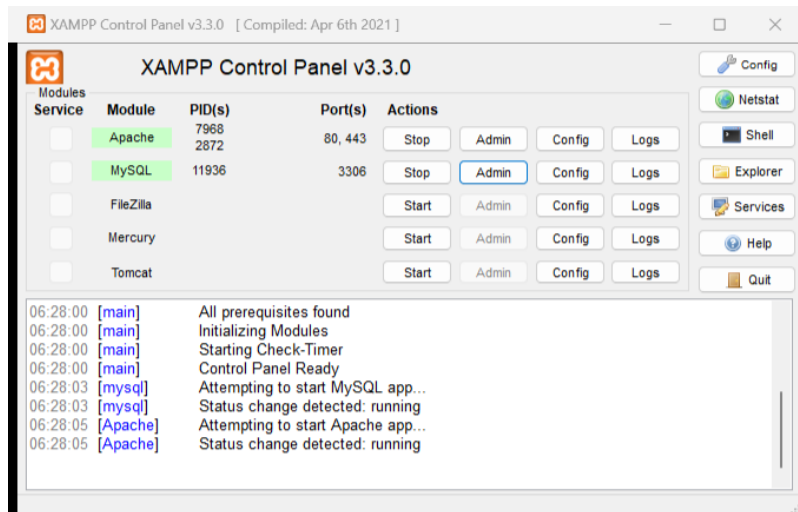 XAMPP Control Panel v3.3.0 [ Compiled: Apr 6th 2021 ]
XAMPP Control Panel v3.3.0
Config
Modules
Service Module PID(s) Port(s) Actions
Netstat
Apache 7968 2872 80, 443 Stop Admin Config Logs
Shell
MySQL 11936 3306 Stop Admin Config Logs
Explorer
FileZilla Start Admin Config Logs
Services
Mercury Start Admin Config Logs
Help
Tomcat Start Admin Config Logs
Quit
06:28:00 [main] All prerequisites found
06:28:00 [main] Initializing Modules
06:28:00 [main] Starting Check-Timer
06:28:00 [main] Control Panel Ready
06:28:03 [mysql] Attempting to start MySQL app...
06:28:03 [mysql] Status change detected: running
06:28:05 [Apache] Attempting to start Apache app...
06:28:05 [Apache] Status change detected: running